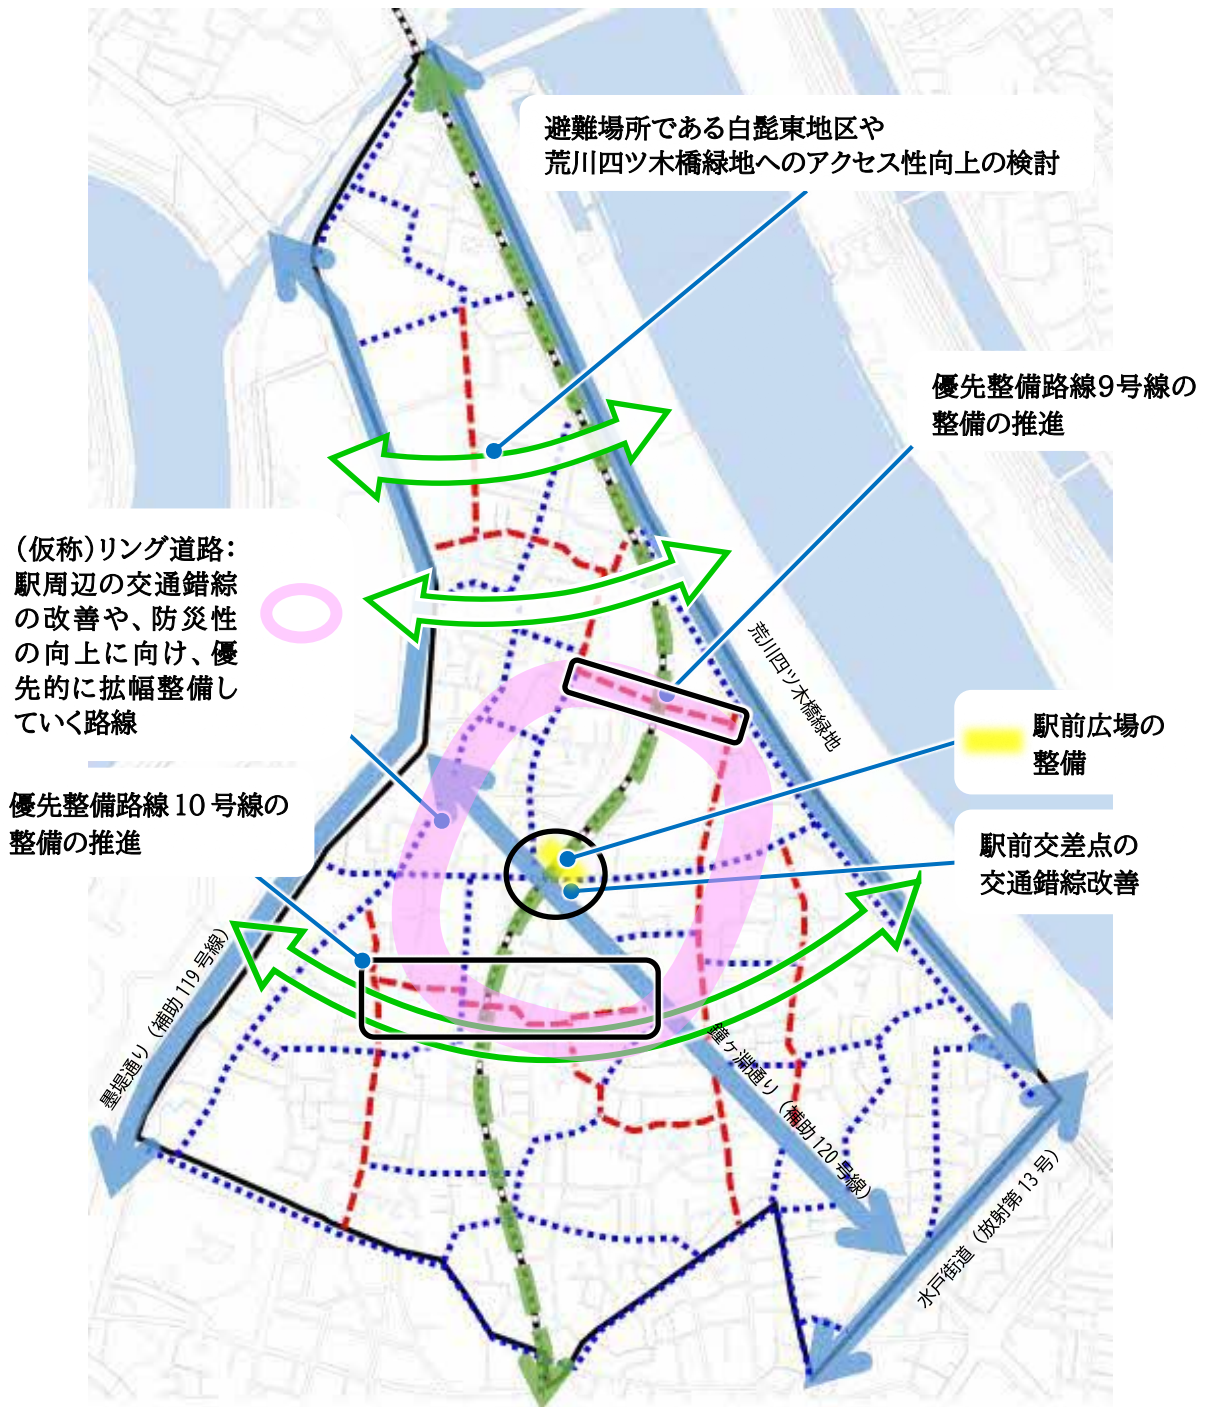 避難場所である白髭東地区や
荒川四ツ木橋緑地へのアクセス性向上の検討
優先整備路線9号線の
整備の推進
（仮称）リング道路：
駅周辺の交通錯綜
の改善や、防災性
の向上に向け、優
先的に拡幅整備し
ていく路線
荒川四ツ木橋緑地
駅前広場の
整備
優先整備路線10号線の
整備の推進
駅前交差点の
交通錯綜改善
墨堤通り（補助119号線）
鐘ヶ淵通り（補助120号線）
水戸街道（放射第13号）